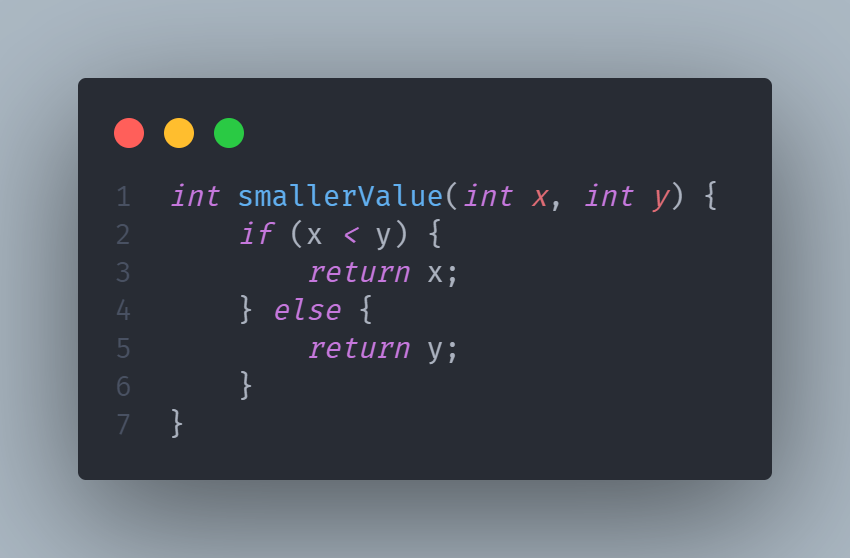 1 int smallerValue(int x, int y) {
2     if (x < y) {
3         return x;
4     } else {
5         return y;
6     }
7 }